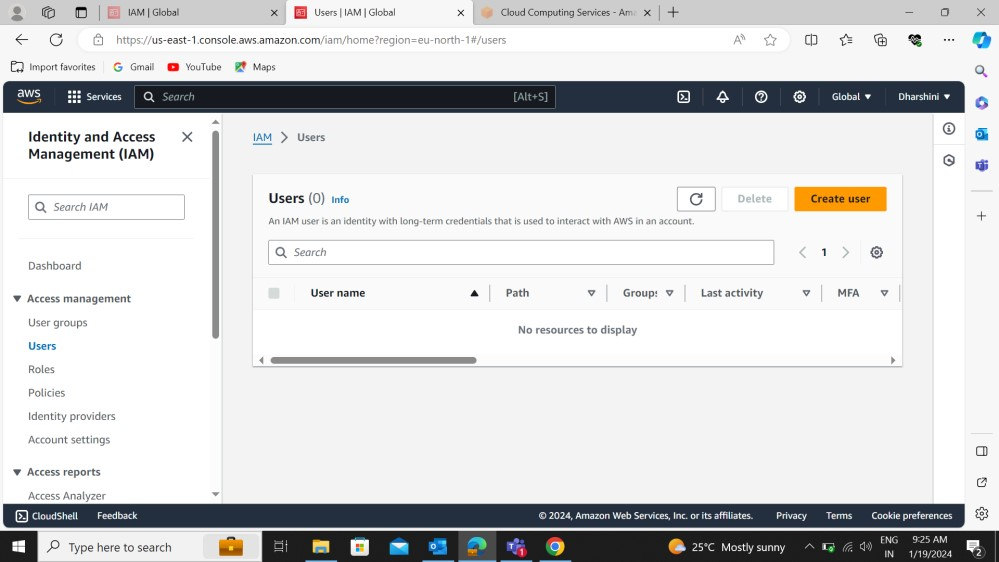 IAM | Global
Users | IAM | Global
Cloud Computing Services - Ama
https://us-east-1.console.aws.amazon.com/iam/home?region=eu-north-1#/users
Import favorites
Gmail
YouTube
Maps
aws
Services
Search
[Alt+S]
Global
Dharshini
Identity and Access
Management (IAM)
Search IAM
Dashboard
Access management
User groups
Users
Roles
Policies
Identity providers
Account settings
Access reports
Access Analyzer
IAM > Users
Users (0) Info
Delete
Create user
An IAM user is an identity with long-term credentials that is used to interact with AWS in an account.
Search
1
User name
Path
Groups
Last activity
MFA
No resources to display
CloudShell
Feedback
© 2024, Amazon Web Services, Inc. or its affiliates.
Privacy
Terms
Cookie preferences
Type here to search
1
25°C Mostly sunny
ENG
IN
9:25 AM
1/19/2024
2